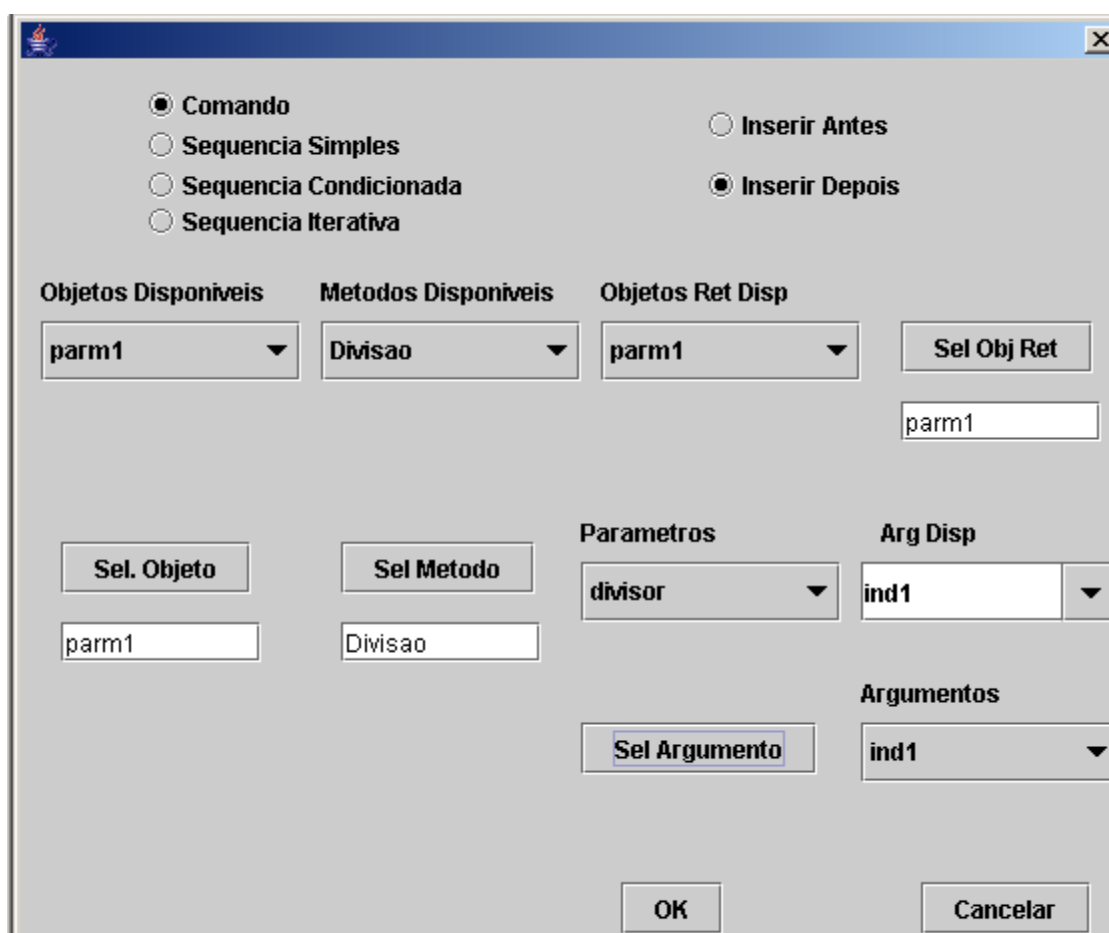 Comando
Sequencia Simples
Sequencia Condicionada
Sequencia Iterativa
Inserir Antes
Inserir Depois
Objetos Disponiveis
Metodos Disponiveis
Objetos Ret Disp
parm1
Divisao
parm1
Sel Obj Ret
parm1
Parametros
Arg Disp
Sel. Objeto
Sel Metodo
divisor
ind1
parm1
Divisao
Argumentos
Sel Argumento
ind1
OK
Cancelar